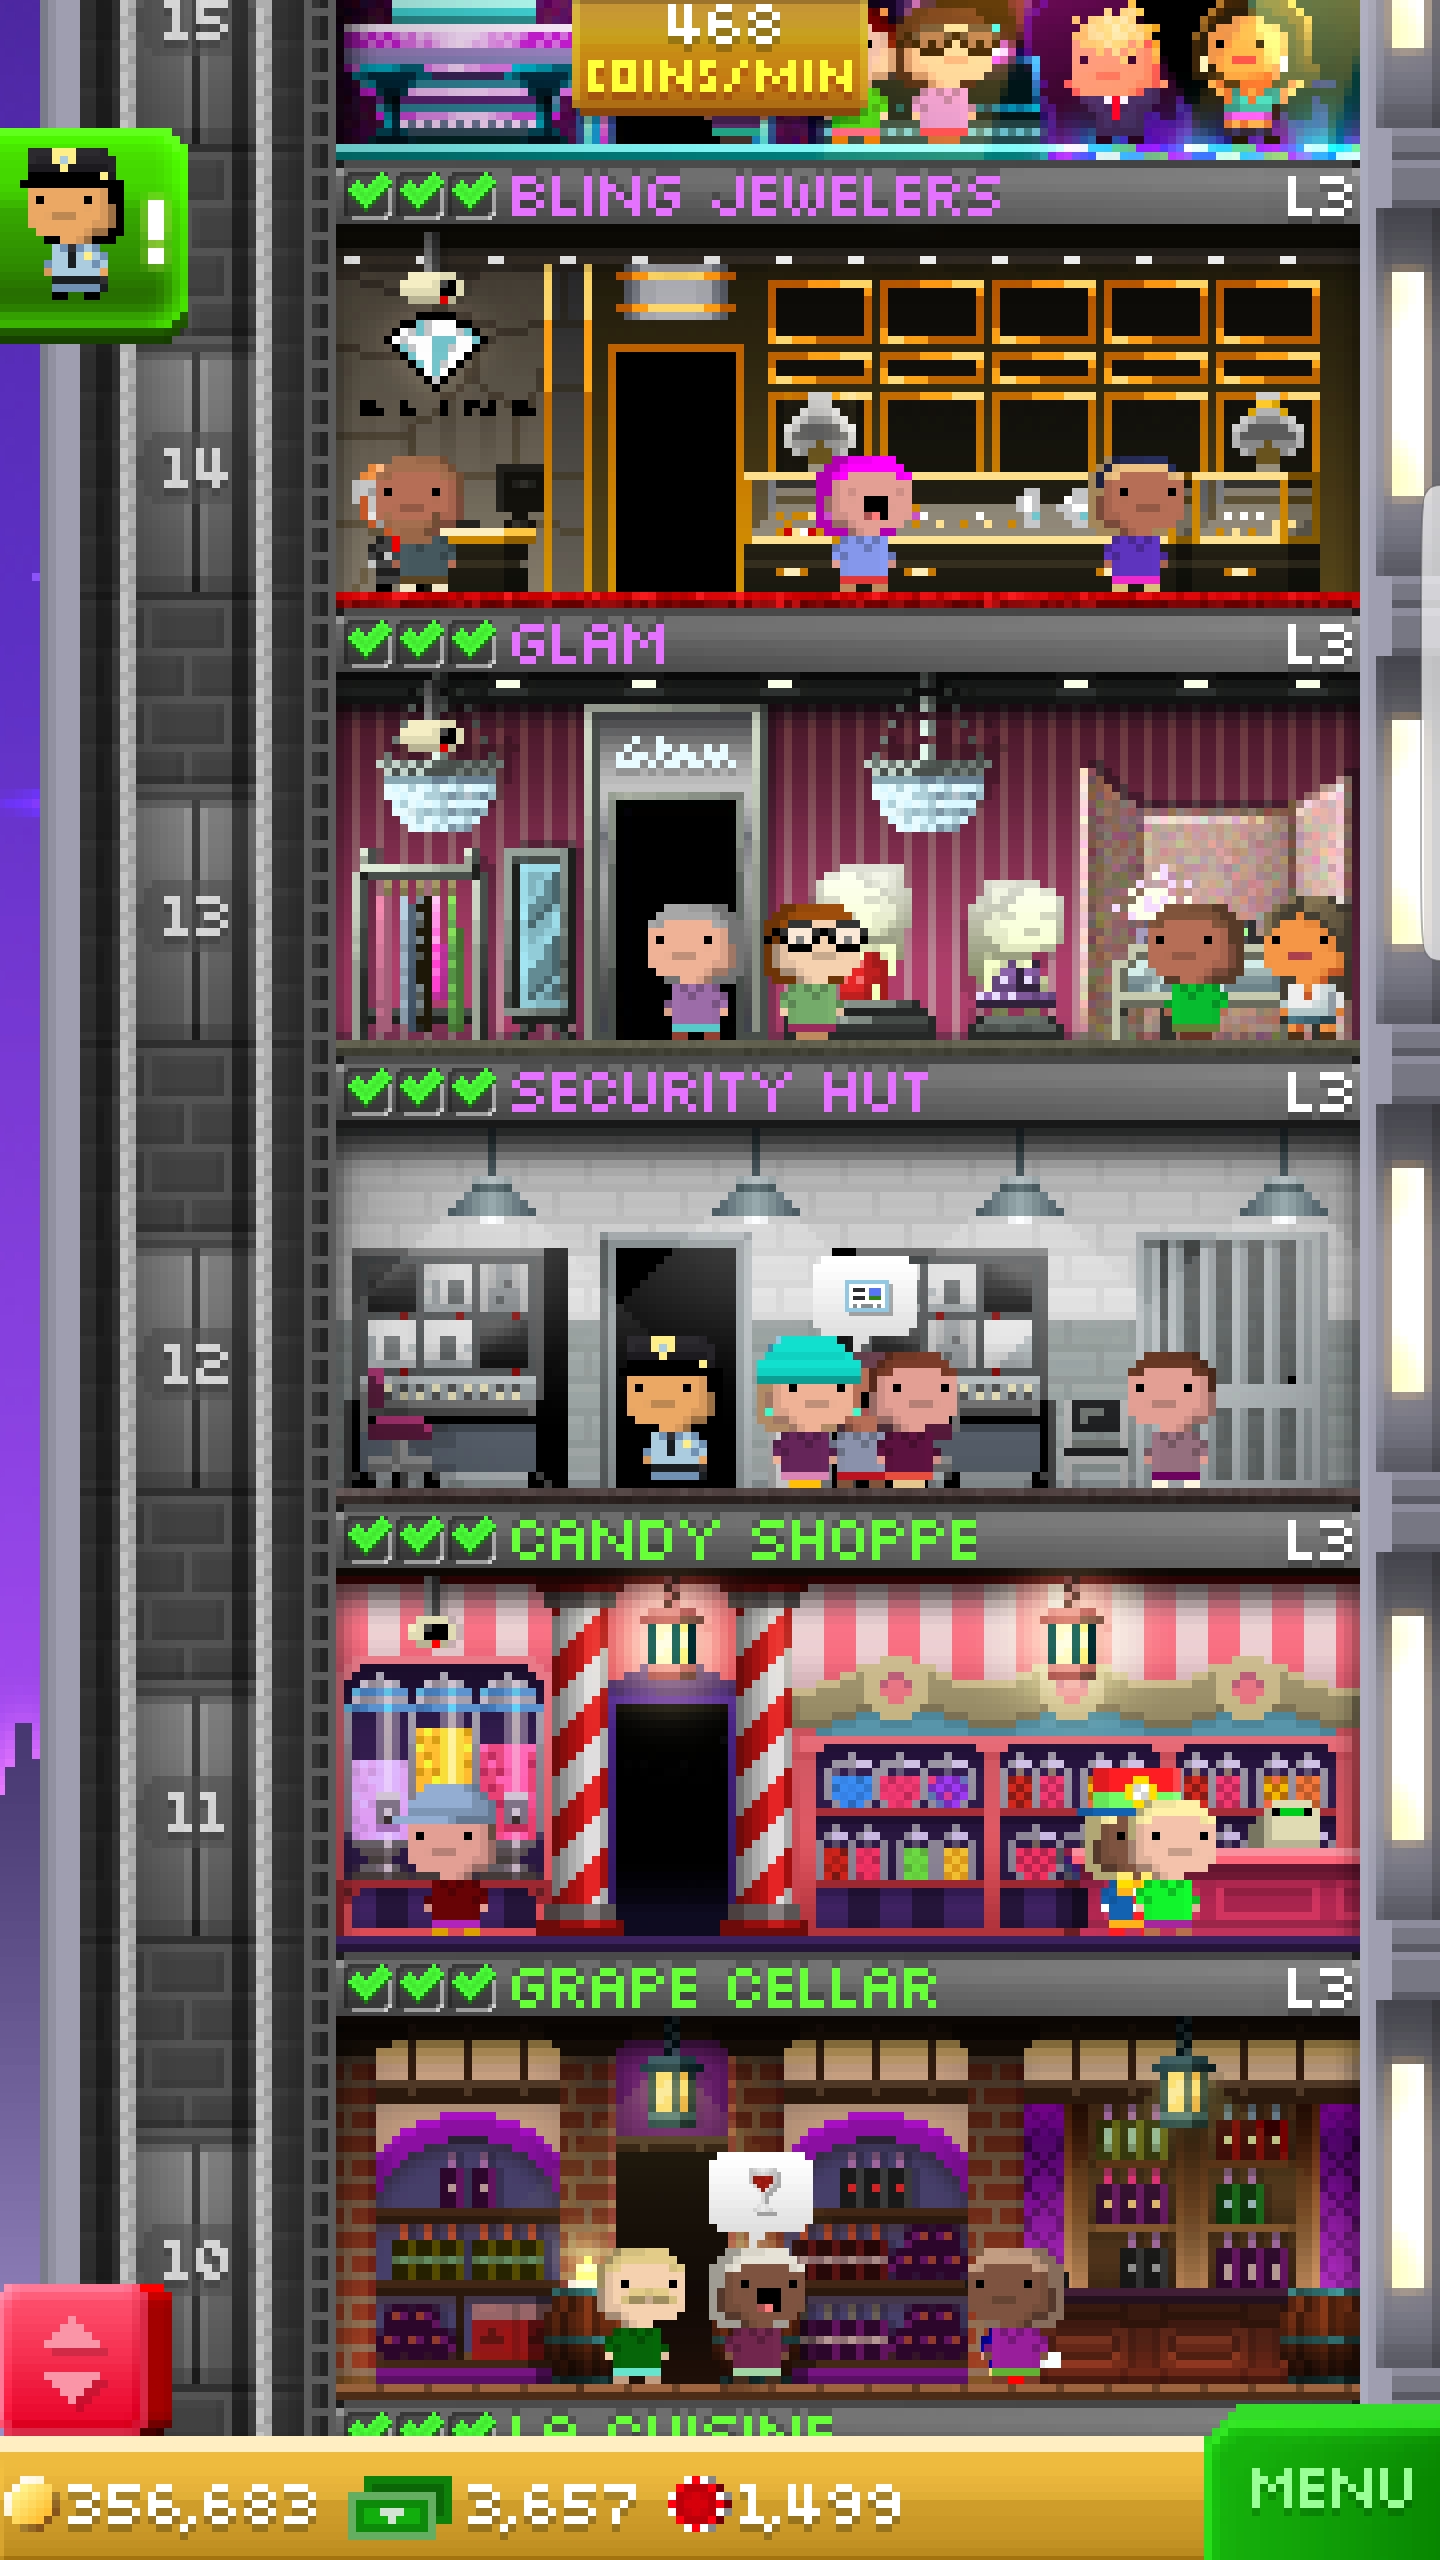 15
468
COINS/MIN
!
BLING JEWELERS L3
BLING
14
GLAM L3
Glam
13
SECURITY HUT L3
12
CANDY SHOPPE L3
11
GRAPE CELLAR L3
10
LA CUISINE
356,683 3,657 1,499
MENU